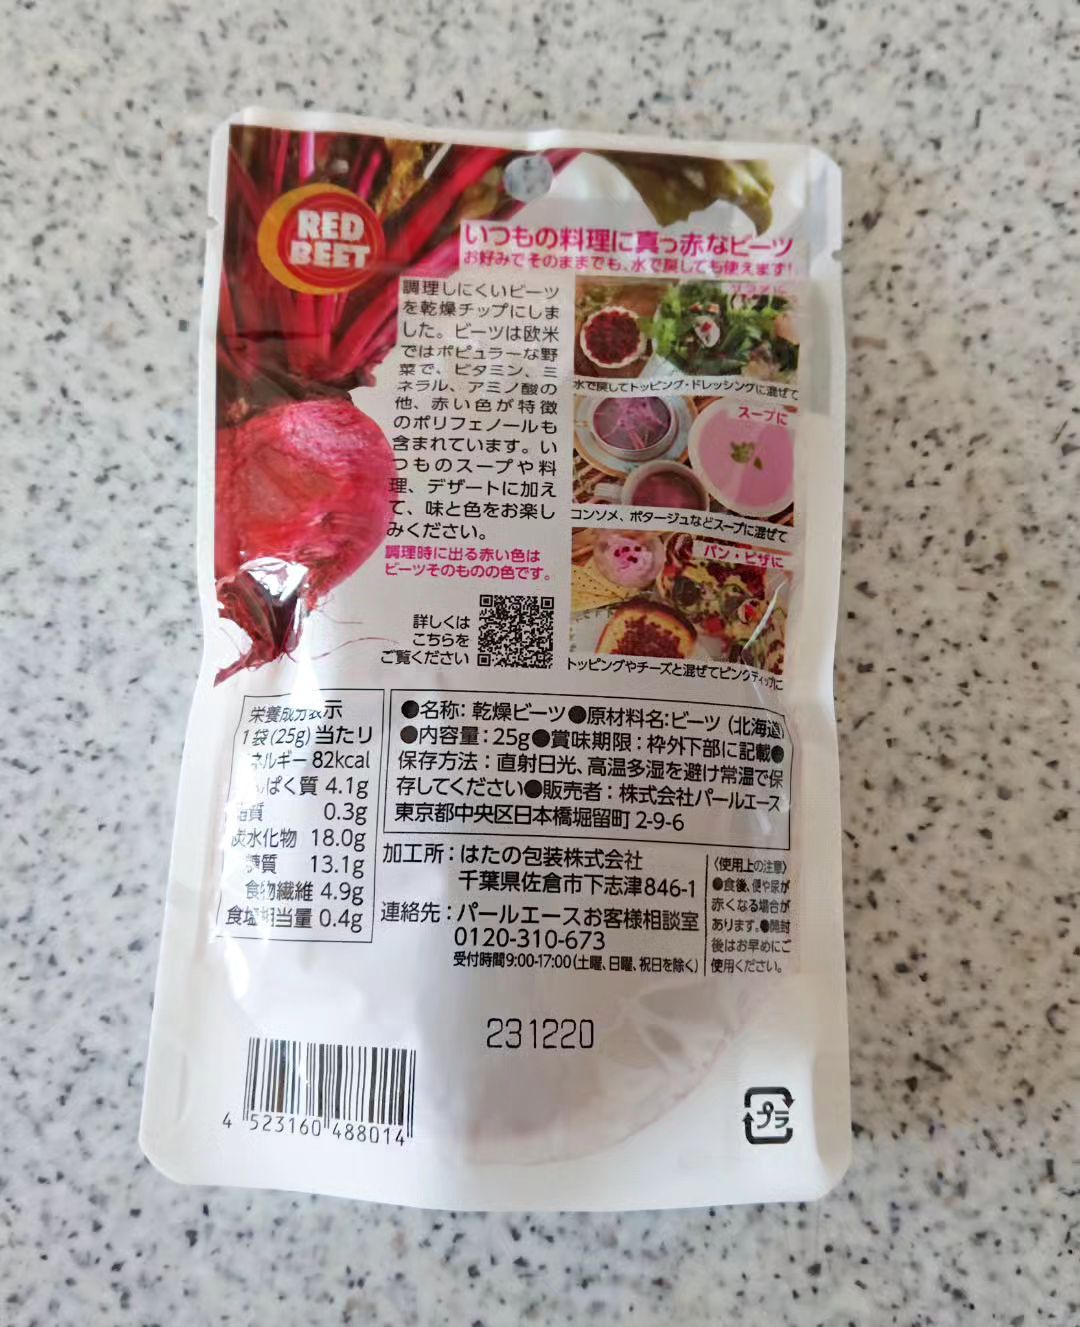 RED
BEET
いつもの料理に真っ赤なビーツ
お好みでそのままでも、水で戻しても使えます!
調理しにくいビーツ
を乾燥チップにしま
した。ビーツは欧米
ではポピュラーな野
菜で、ビタミン、ミ
ネラル、アミノ酸の
他、赤い色が特徴
のポリフェノールも
含まれています。い
つものスープや料
理、デザートに加え
て、味と色をお楽し
みください。
調理時に出る赤い色は
ビーツそのものの色です。
詳しくは
こちらを
ご覧ください
サラダに
水で戻してトッピング・ドレッシングに混ぜて
スープに
コンソメ、ポタージュなどスープに混ぜて
パン・ピザに
トッピングやチーズと混ぜてピンクディップに
栄養成分表示
1袋(25g)当たり
ネルギー 82kcal
ぱく質 4.1g
脂質 0.3g
炭水化物 18.0g
糖質 13.1g
食物繊維 4.9g
食塩相当量 0.4g
●名称:乾燥ビーツ●原材料名:ビーツ(北海道)
●内容量:25g●賞味期限:枠外下部に記載●
保存方法:直射日光、高温多湿を避け常温で保
存してください●販売者:株式会社パールエース
東京都中央区日本橋堀留町 2-9-6
加工所:はたの包装株式会社
千葉県佐倉市下志津846-1
連絡先:パールエースお客様相談室
0120-310-673
受付時間9:00-17:00(土曜、日曜、祝日を除く)
〈使用上の注意〉
●食後、便や尿が
赤くなる場合が
あります。●開封
後はお早めにご
使用ください。
231220
4 523160 488014
プラ